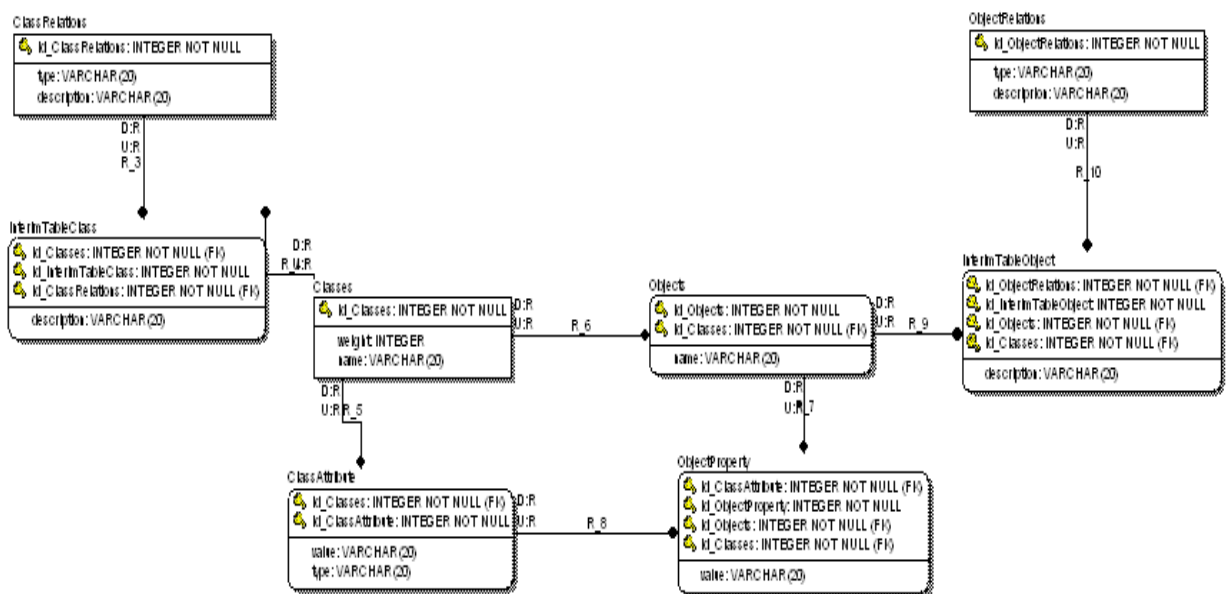 ClassRelations
Id_ClassRelations: INTEGER NOT NULL
type: VARCHAR(20)
description: VARCHAR(20)
D:R
U:R
R_3
ObjectRelations
Id_ObjectRelations: INTEGER NOT NULL
type: VARCHAR(20)
description: VARCHAR(20)
D:R
U:R
R_10
InterimTableClass
Id_Classes: INTEGER NOT NULL (FK)
Id_InterimTableClass: INTEGER NOT NULL
Id_ClassRelations: INTEGER NOT NULL (FK)
description: VARCHAR(20)
D:R
Classes
Id_Classes: INTEGER NOT NULL
weight: INTEGER
name: VARCHAR(20)
D:R
U:R
R_6
Objects
Id_Objects: INTEGER NOT NULL
Id_Classes: INTEGER NOT NULL (FK)
name: VARCHAR(20)
D:R
U:R
R_9
InterimTableObject
Id_ObjectRelations: INTEGER NOT NULL (FK)
Id_InterimTableObject: INTEGER NOT NULL
Id_Objects: INTEGER NOT NULL (FK)
Id_Classes: INTEGER NOT NULL (FK)
description: VARCHAR(20)
D:R
U:R R_5
D:R
U:R_7
ClassAttribute
Id_Classes: INTEGER NOT NULL (FK)
Id_ClassAttribute: INTEGER NOT NULL
value: VARCHAR(20)
type: VARCHAR(20)
D:R
U:R
R_8
ObjectProperty
Id_ClassAttribute: INTEGER NOT NULL (FK)
Id_ObjectProperty: INTEGER NOT NULL
Id_Objects: INTEGER NOT NULL (FK)
Id_Classes: INTEGER NOT NULL (FK)
value: VARCHAR(20)